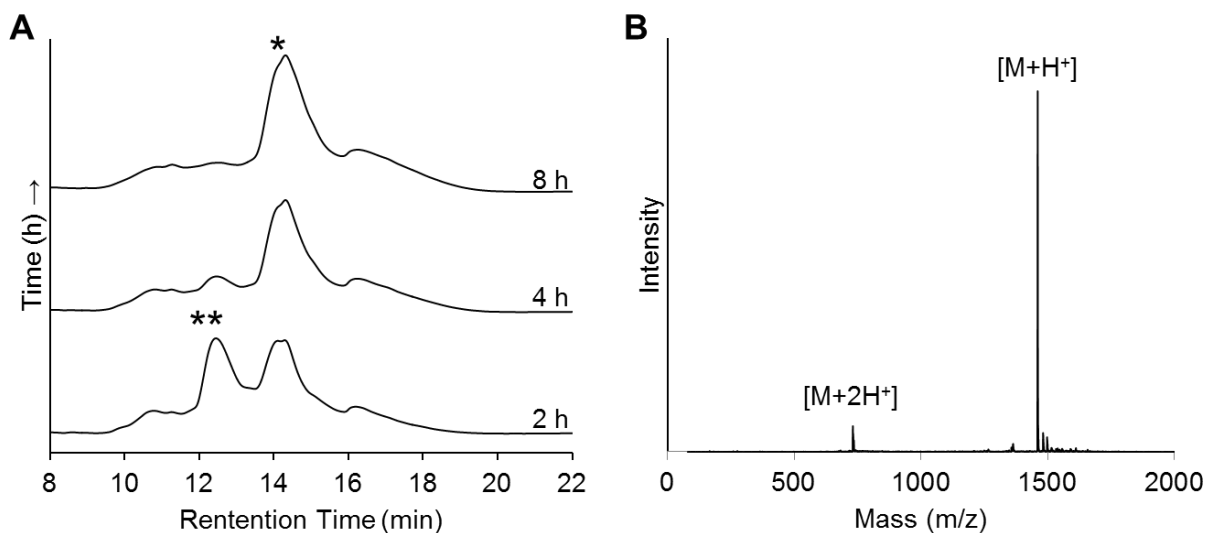 A
*
8 h
4 h
**
2 h
Time (h) →
8 10 12 14 16 18 20 22
Rentention Time (min)
B
[M+H⁺]
[M+2H⁺]
Intensity
0 500 1000 1500 2000
Mass (m/z)